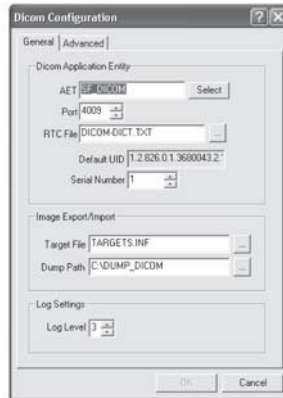 Dicom Configuration
General Advanced
Dicom Application Entity
AET SF_DICOM Select
Port 4009
RTC File DICOM-DICT.TXT ...
Default UID 1.2.826.0.1.3680043.2.
Serial Number 1
Image Export/Import
Target File TARGETS.INF ...
Dump Path C:\DUMP_DICOM ...
Log Settings
Log Level 3
OK Cancel